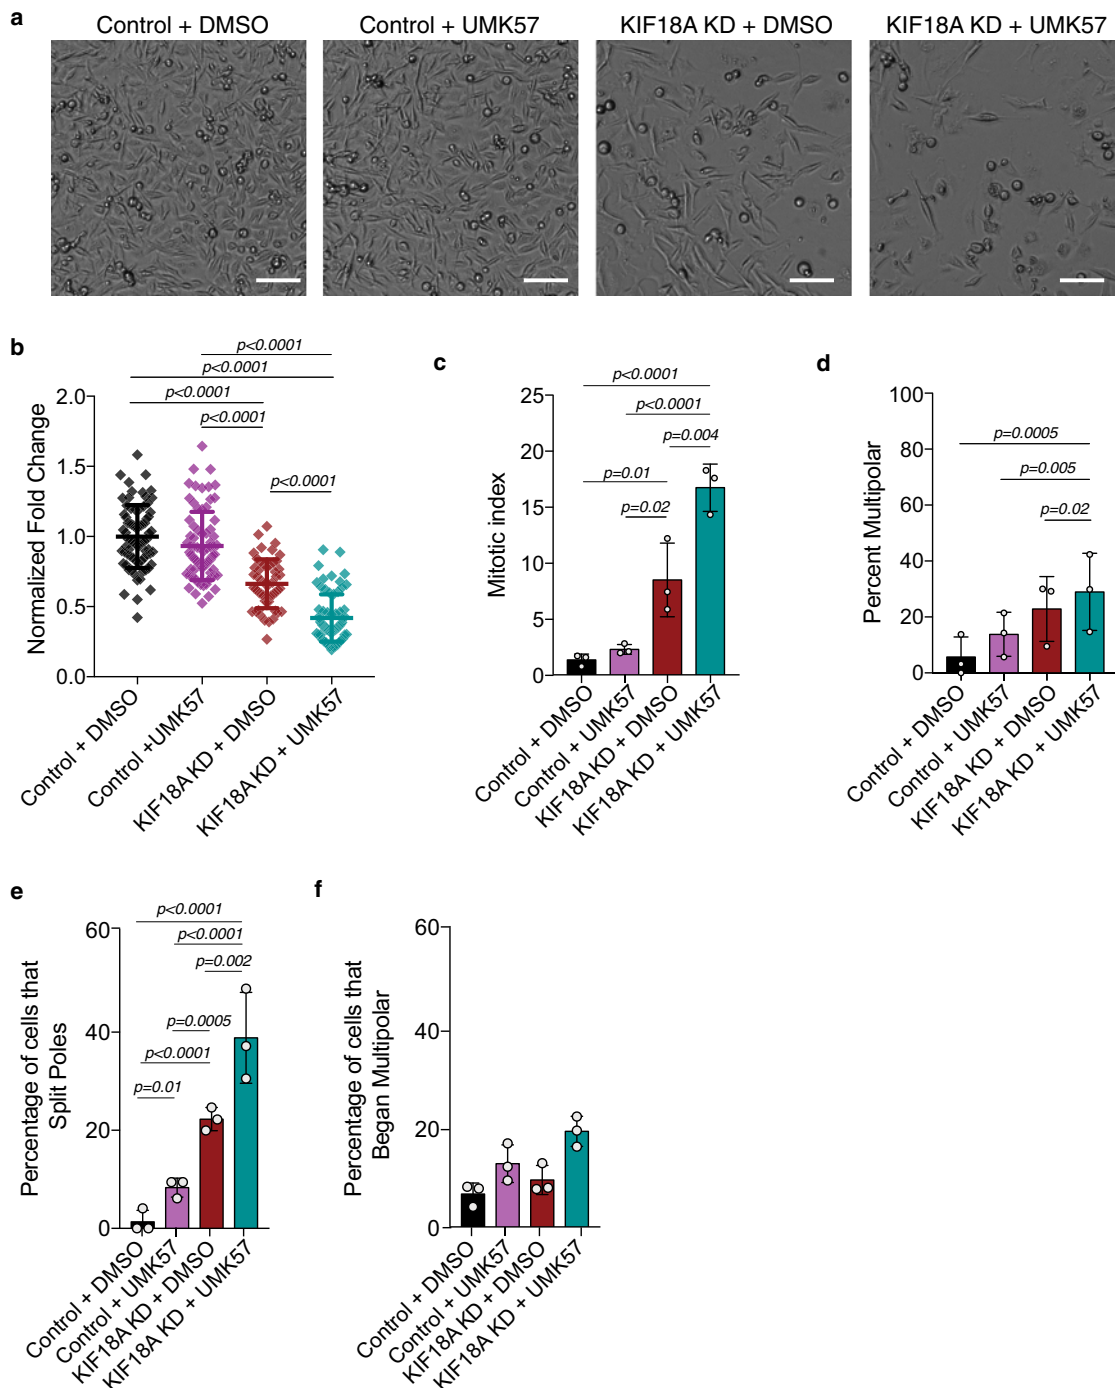 a
Control + DMSO
Control + UMK57
KIF18A KD + DMSO
KIF18A KD + UMK57
b
Normalized Fold Change
2.0
1.5
1.0
0.5
0.0
p<0.0001
p<0.0001
p<0.0001
p<0.0001
p<0.0001
Control + DMSO
Control +UMK57
KIF18A KD + DMSO
KIF18A KD + UMK57
c
Mitotic index
25
20
15
10
5
0
p<0.0001
p<0.0001
p=0.004
p=0.01
p=0.02
Control + DMSO
Control + UMK57
KIF18A KD + DMSO
KIF18A KD + UMK57
d
Percent Multipolar
100
80
60
40
20
0
p=0.0005
p=0.005
p=0.02
Control + DMSO
Control + UMK57
KIF18A KD + DMSO
KIF18A KD + UMK57
e
Percentage of cells that
Split Poles
60
40
20
0
p<0.0001
p<0.0001
p=0.002
p=0.0005
p<0.0001
p=0.01
Control + DMSO
Control + UMK57
KIF18A KD + DMSO
KIF18A KD + UMK57
f
Percentage of cells that
Began Multipolar
60
40
20
0
Control + DMSO
Control + UMK57
KIF18A KD + DMSO
KIF18A KD + UMK57